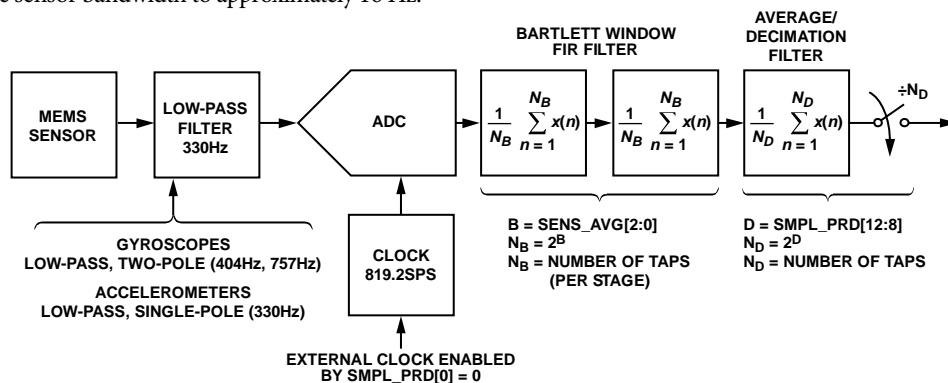 e sensor bandwidth to approximately 16 Hz.
BARTLETT WINDOW
FIR FILTER
AVERAGE/
DECIMATION
FILTER
MEMS
SENSOR
LOW-PASS
FILTER
330Hz
ADC
1/N_B N_B ∑ n = 1 x(n)
1/N_B N_B ∑ n = 1 x(n)
1/N_D N_D ∑ n = 1 x(n)
÷N_D
GYROSCOPES
LOW-PASS, TWO-POLE (404Hz, 757Hz)
ACCELEROMETERS
LOW-PASS, SINGLE-POLE (330Hz)
CLOCK
819.2SPS
EXTERNAL CLOCK ENABLED
BY SMPL_PRD[0] = 0
B = SENS_AVG[2:0]
N_B = 2^B
N_B = NUMBER OF TAPS
(PER STAGE)
D = SMPL_PRD[12:8]
N_D = 2^D
N_D = NUMBER OF TAPS